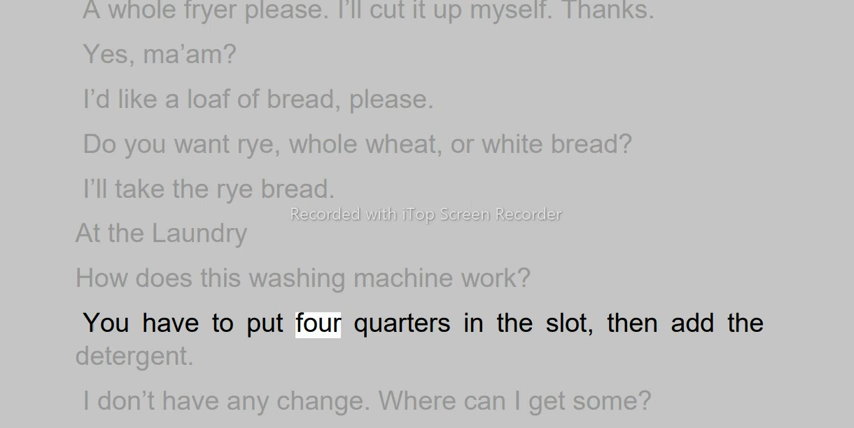 A whole fryer please. I’ll cut it up myself. Thanks.
Yes, ma’am?
I’d like a loaf of bread, please.
Do you want rye, whole wheat, or white bread?
I’ll take the rye bread.
Recorded with iTop Screen Recorder
At the Laundry
How does this washing machine work?
You have to put four quarters in the slot, then add the
detergent.
I don’t have any change. Where can I get some?